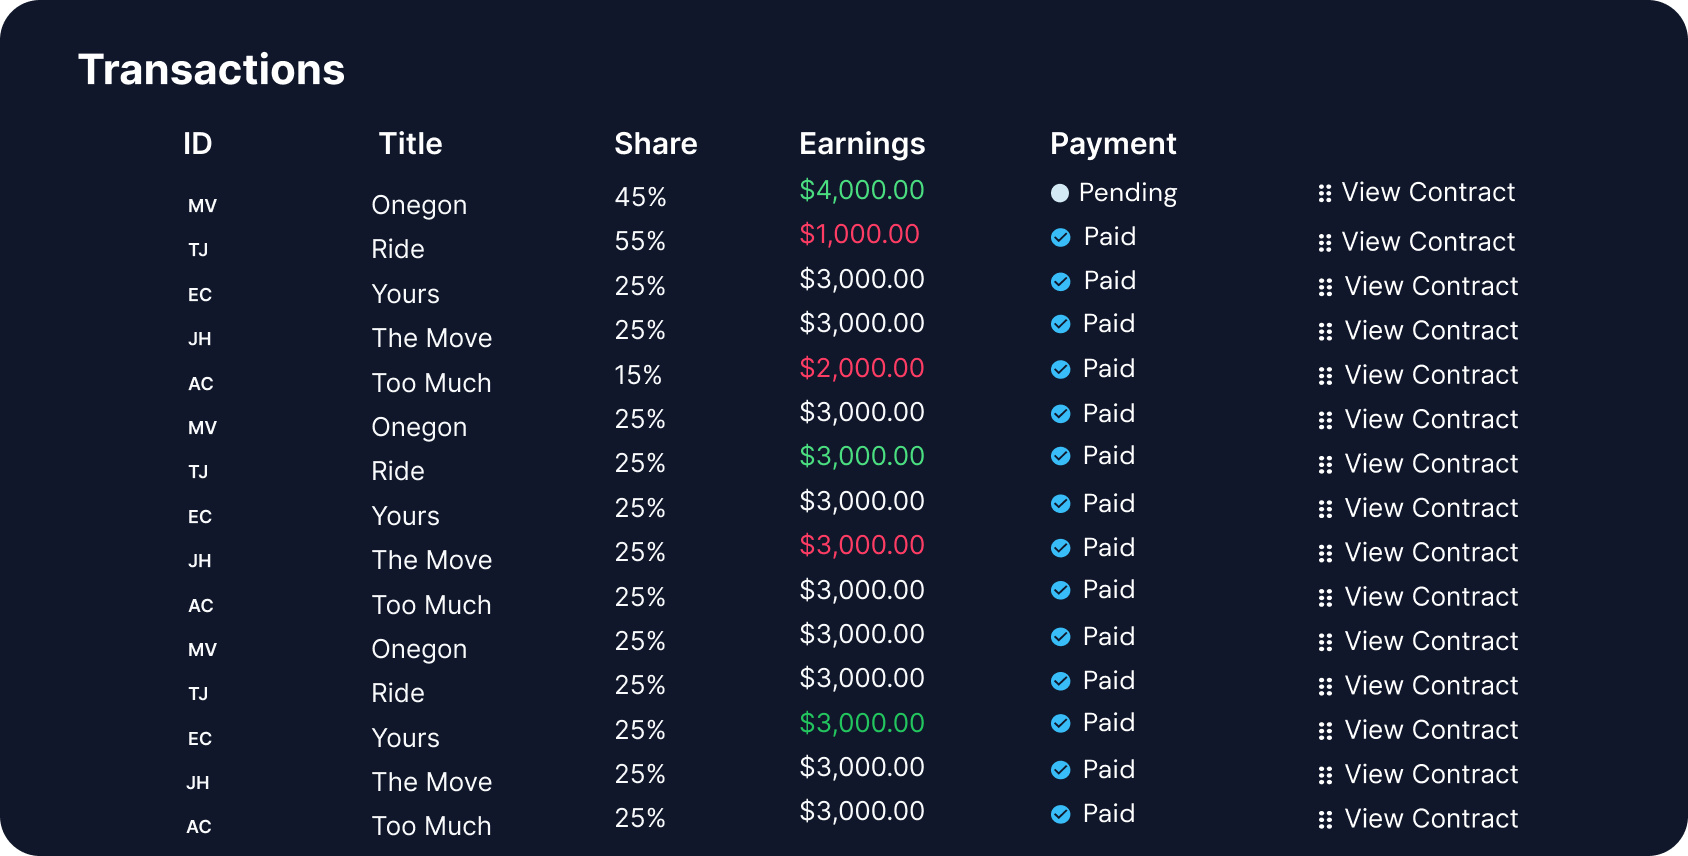 Transactions
ID Title Share Earnings Payment
MV Onegon 45% $4,000.00 Pending View Contract
TJ Ride 55% $1,000.00 Paid View Contract
EC Yours 25% $3,000.00 Paid View Contract
JH The Move 25% $3,000.00 Paid View Contract
AC Too Much 15% $2,000.00 Paid View Contract
MV Onegon 25% $3,000.00 Paid View Contract
TJ Ride 25% $3,000.00 Paid View Contract
EC Yours 25% $3,000.00 Paid View Contract
JH The Move 25% $3,000.00 Paid View Contract
AC Too Much 25% $3,000.00 Paid View Contract
MV Onegon 25% $3,000.00 Paid View Contract
TJ Ride 25% $3,000.00 Paid View Contract
EC Yours 25% $3,000.00 Paid View Contract
JH The Move 25% $3,000.00 Paid View Contract
AC Too Much 25% $3,000.00 Paid View Contract